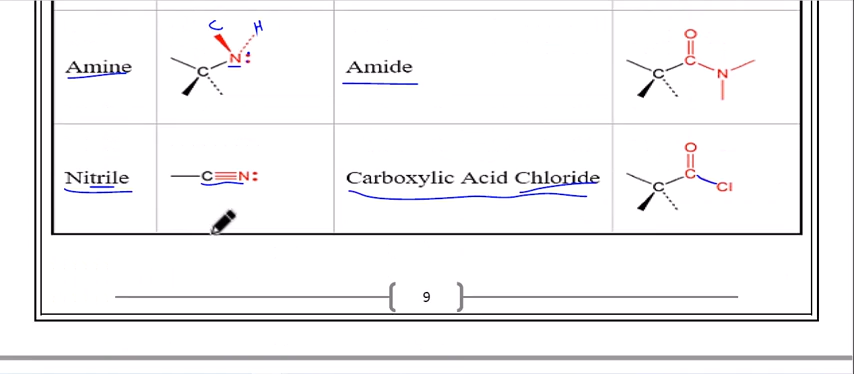 C H
Amine
C N:
Amide
O
C C N
Nitrile
C≡N:
Carboxylic Acid Chloride
O
C C Cl
9